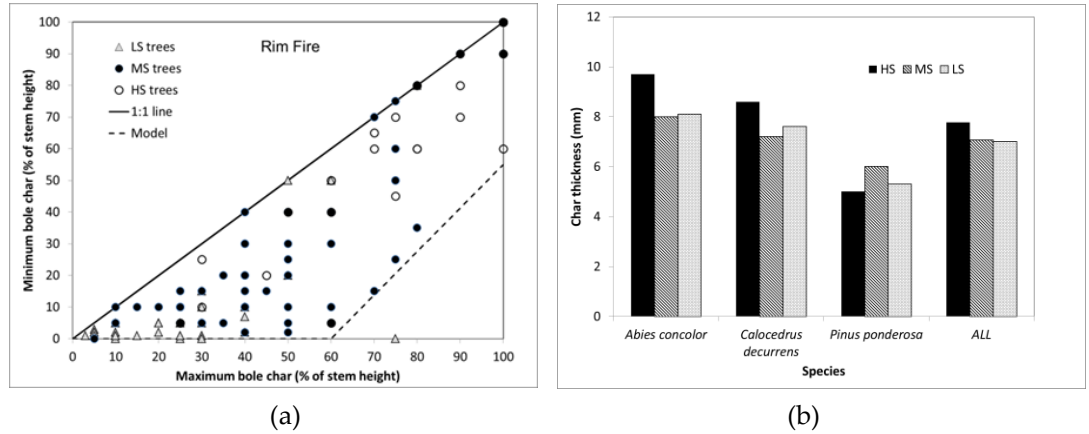 Rim Fire
LS trees
MS trees
HS trees
1:1 line
Model
Minimum bole char (% of stem height)
100
90
80
70
60
50
40
30
20
10
0
0 10 20 30 40 50 60 70 80 90 100
Maximum bole char (% of stem height)
(a)
HS MS LS
Char thickness (mm)
12
10
8
6
4
2
0
Abies concolor Calocedrus decurrens Pinus ponderosa ALL
Species
(b)